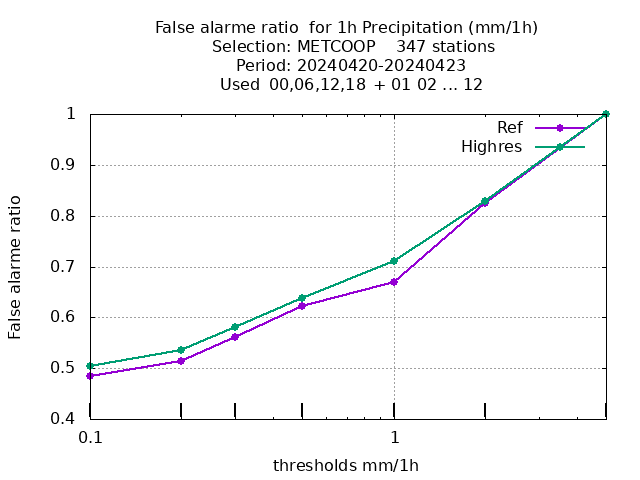 False alarme ratio  for 1h Precipitation (mm/1h)
Selection: METCOOP    347 stations
Period: 20240420-20240423
Used  00,06,12,18  + 01 02 ... 12
Ref
Highres
1
0.9
0.8
0.7
0.6
0.5
0.4
False alarme ratio
0.1
1
thresholds mm/1h